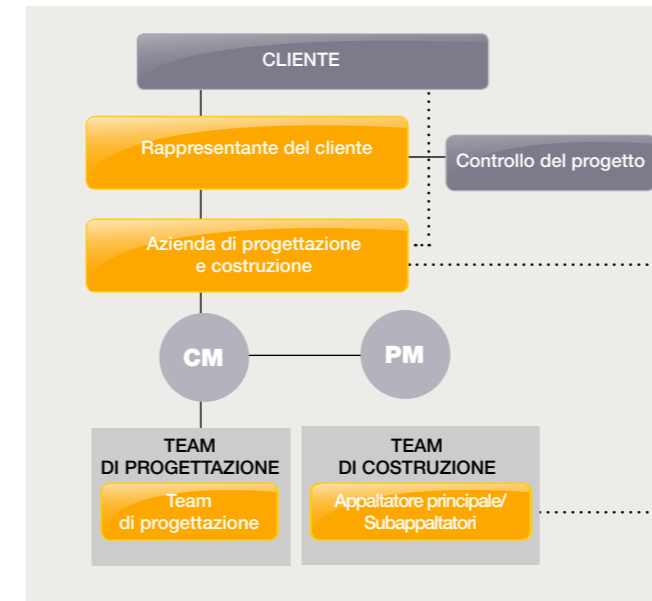 CLIENTE
Rappresentante del cliente
Controllo del progetto
Azienda di progettazione
e costruzione
CM
PM
TEAM
DI PROGETTAZIONE
Team
di progettazione
TEAM
DI COSTRUZIONE
Appaltatore principale/
Subappaltatori